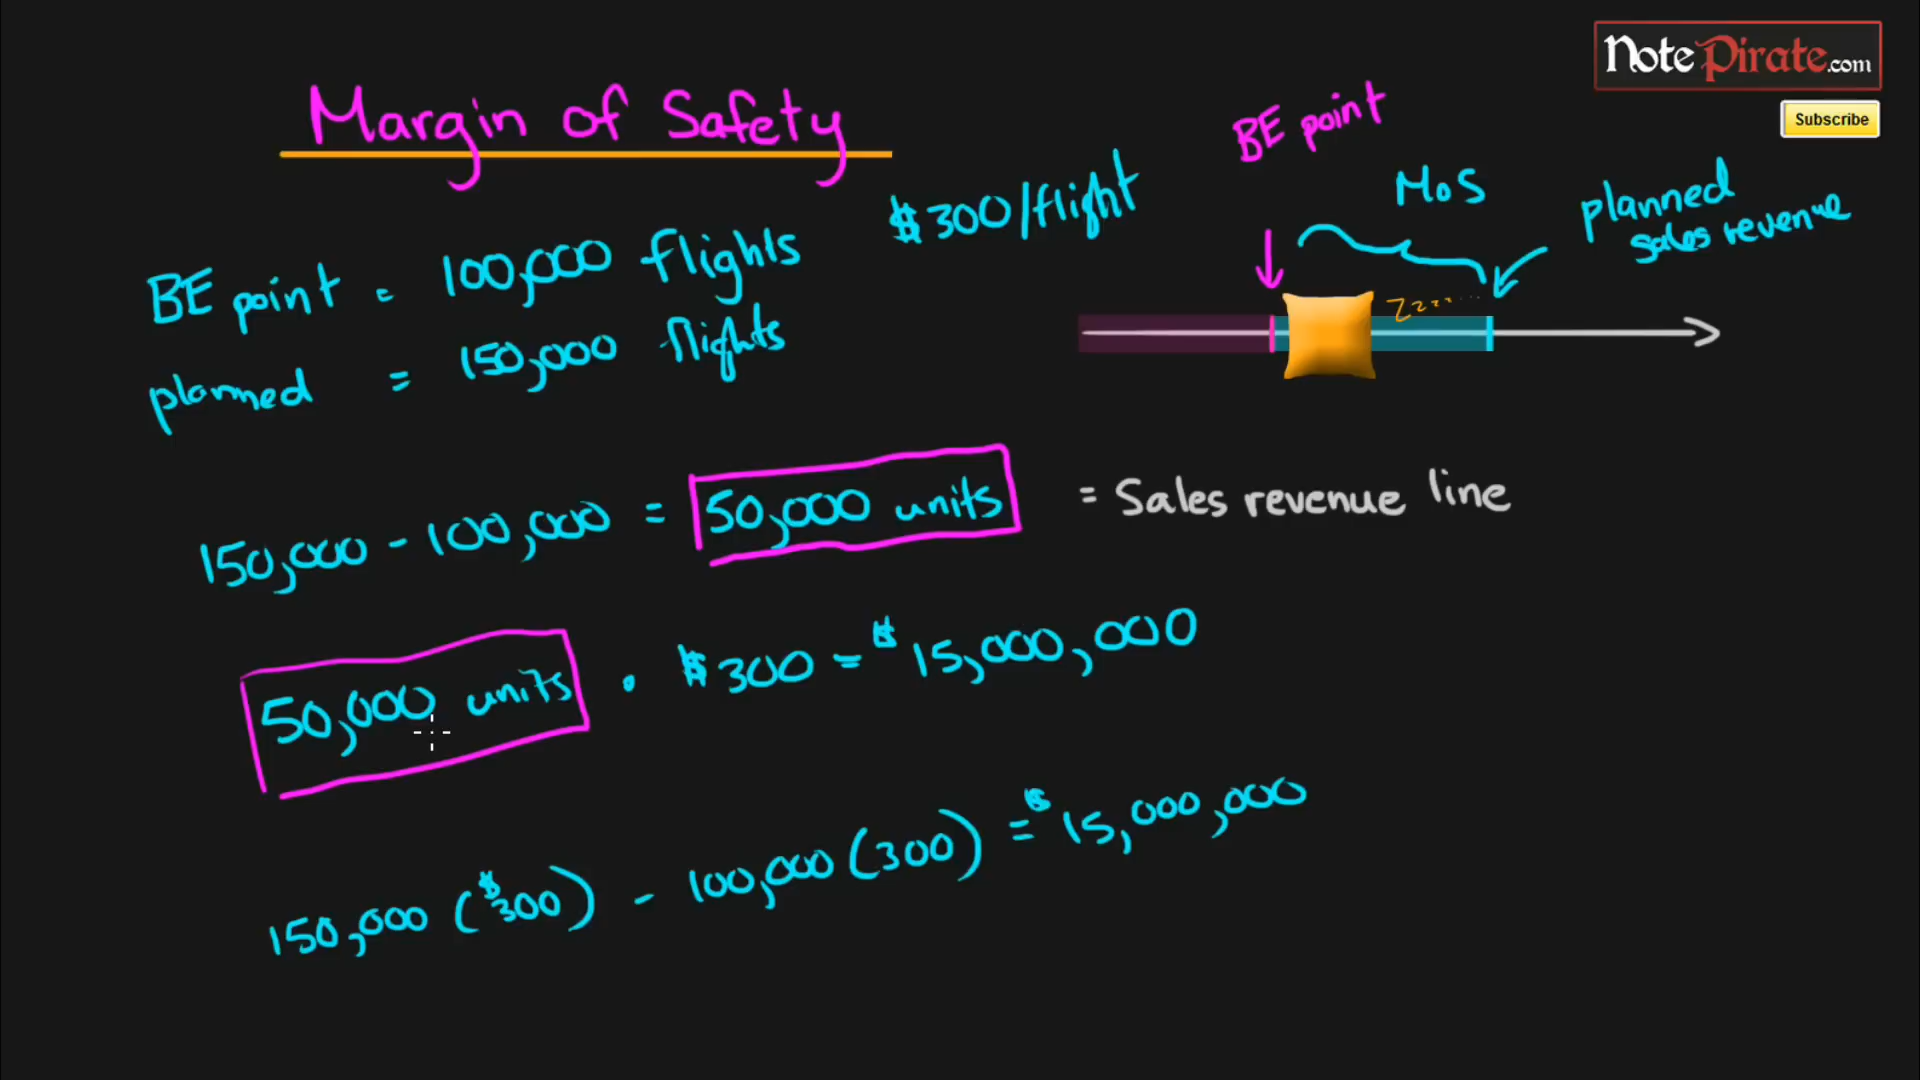 NotePirate.com
Subscribe
Margin of Safety
BE point
MoS
planned
sales revenue
$300/flight
BE point = 100,000 flights
planned = 150,000 flights
Zzzz.....
150,000 - 100,000 = 50,000 units
= Sales revenue line
50,000 units . $300 = $15,000,000
150,000 ($300) - 100,000 (300) = $15,000,000